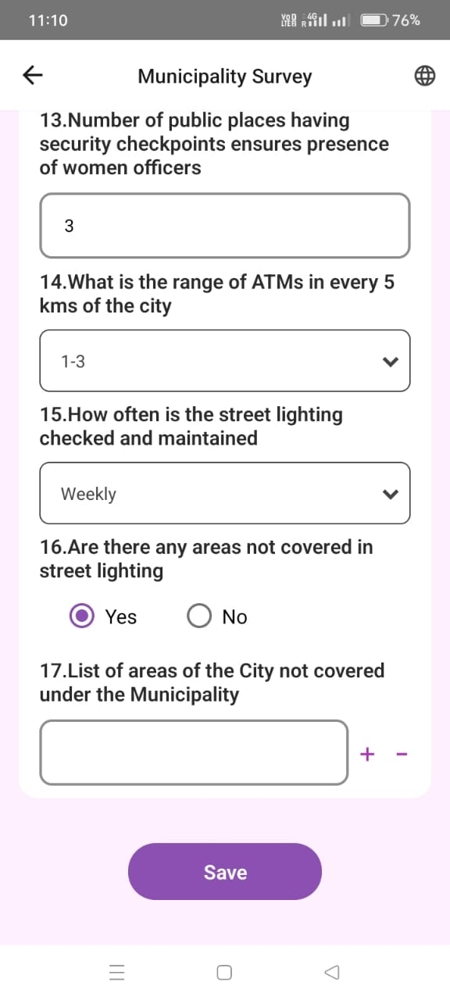 11:10
VoD LTE 4G R 76%
Municipality Survey
13.Number of public places having
security checkpoints ensures presence
of women officers
3
14.What is the range of ATMs in every 5
kms of the city
1-3
15.How often is the street lighting
checked and maintained
Weekly
16.Are there any areas not covered in
street lighting
Yes No
17.List of areas of the City not covered
under the Municipality
+ -
Save